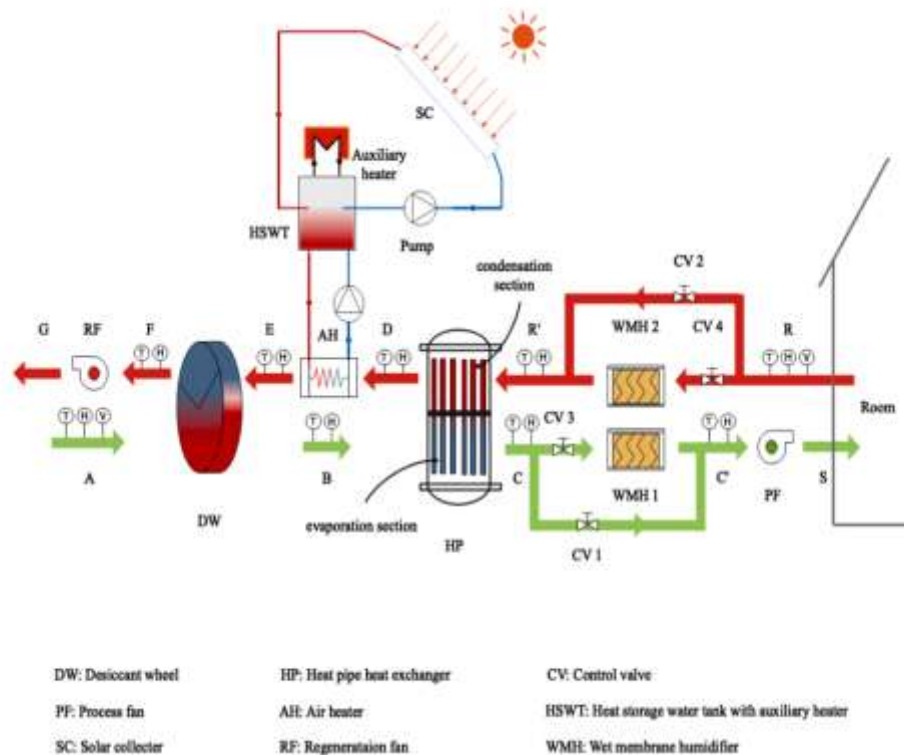 SC
Auxiliary
heater
HSWT
Pump
condensation
section
CV 2
G RF F E AH D R' WMH 2 CV 4 R
T H T H T H T H T H V
Room
T H V T H T H CV 3 T H
A B C WMH 1 C' PF S
evaporation section
DW HP CV 1
DW: Desiccant wheel HP: Heat pipe heat exchanger CV: Control valve
PF: Process fan AH: Air heater HSWT: Heat storage water tank with auxiliary heater
SC: Solar collecter RF: Regenerataion fan WMH: Wet membrane humidifier